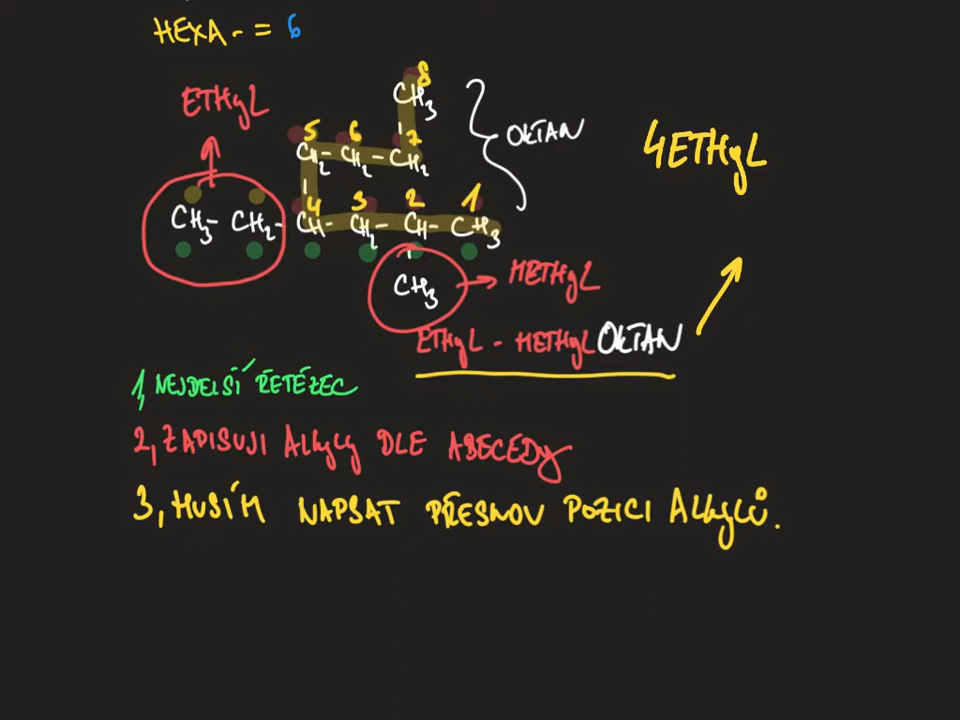 HEXA- = 6
ETHYL
8
CH3
OKTAN
5 6 7
CH2-CH2-CH2
4ETHYL
4 3 2 1
CH3-CH2-CH-CH2-CH-CH3
CH3
METHYL
ETHYL-METHYLOKTAN
1, NEJDELŠÍ ŘETĚZEC
2, ZAPISUJI ALKYLY DLE ABECEDY
3, MUSÍM NAPSAT PŘESNOU POZICI ALKYLŮ.